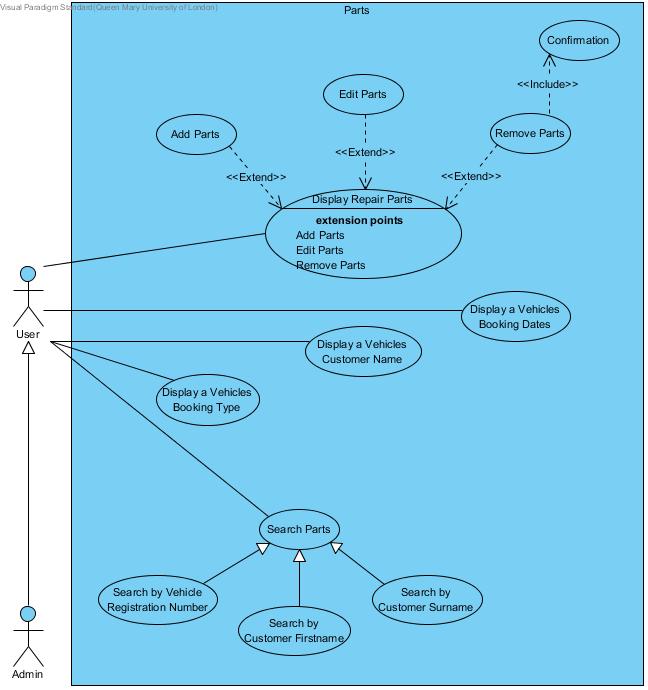 Visual Paradigm Standard(Queen Mary University of London)
Parts
Confirmation
<<Include>>
Edit Parts
Add Parts
Remove Parts
<<Extend>>
<<Extend>>
<<Extend>>
Display Repair Parts
extension points
Add Parts
Edit Parts
Remove Parts
User
Display a Vehicles
Booking Dates
Display a Vehicles
Customer Name
Display a Vehicles
Booking Type
Search Parts
Search by Vehicle
Registration Number
Search by
Customer Firstname
Search by
Customer Surname
Admin